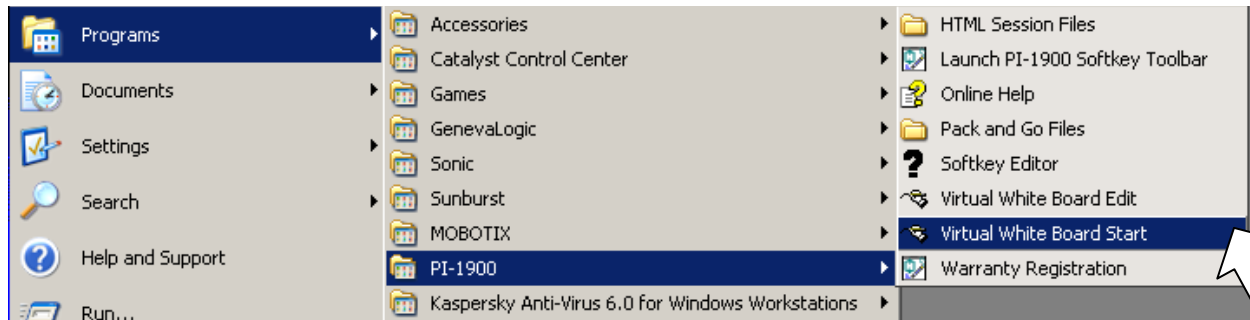 Programs
Documents
Settings
Search
Help and Support
Run...
Accessories
Catalyst Control Center
Games
GenevaLogic
Sonic
Sunburst
MOBOTIX
PI-1900
Kaspersky Anti-Virus 6.0 for Windows Workstations
HTML Session Files
Launch PI-1900 Softkey Toolbar
Online Help
Pack and Go Files
Softkey Editor
Virtual White Board Edit
Virtual White Board Start
Warranty Registration